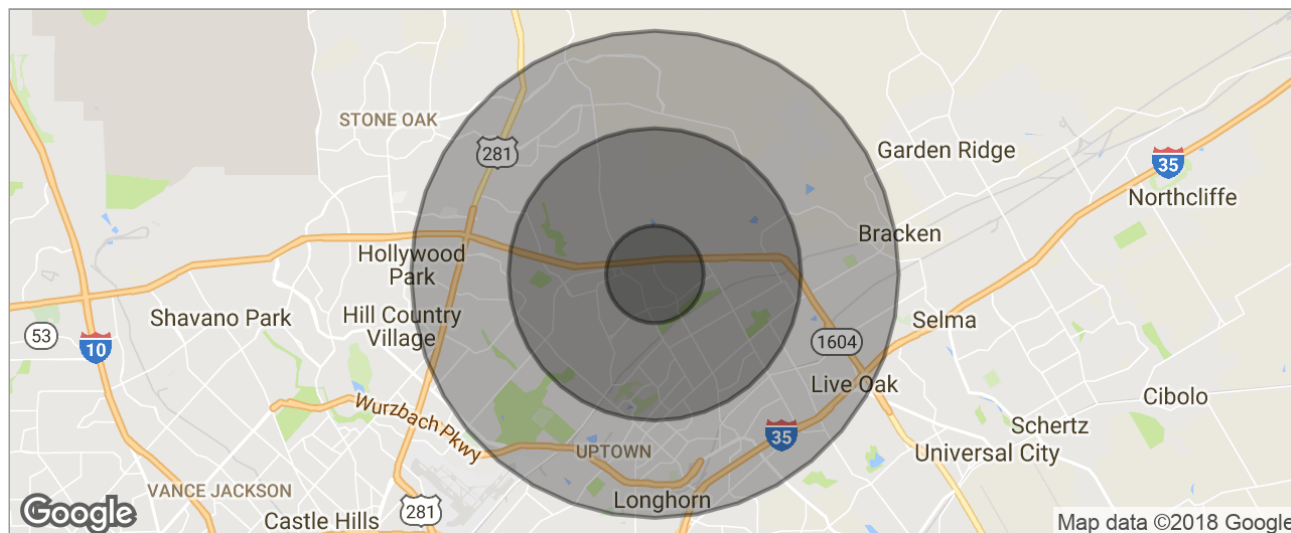 STONE OAK
281
Garden Ridge
35
Northcliffe
Bracken
Hollywood
Park
Shavano Park
Hill Country
Village
Selma
53
10
1604
Live Oak
Cibolo
Wurzbach Pkwy
Schertz
35
UPTOWN
Universal City
VANCE JACKSON
Longhorn
281
Castle Hills
Google
Map data ©2018 Google